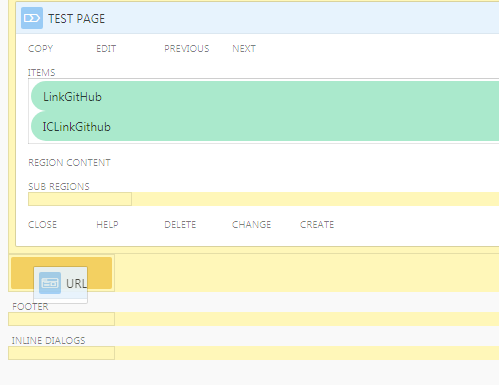 TEST PAGE
COPY EDIT PREVIOUS NEXT
ITEMS
LinkGitHub
ICLinkGithub
REGION CONTENT
SUB REGIONS
CLOSE HELP DELETE CHANGE CREATE
URL
FOOTER
INLINE DIALOGS